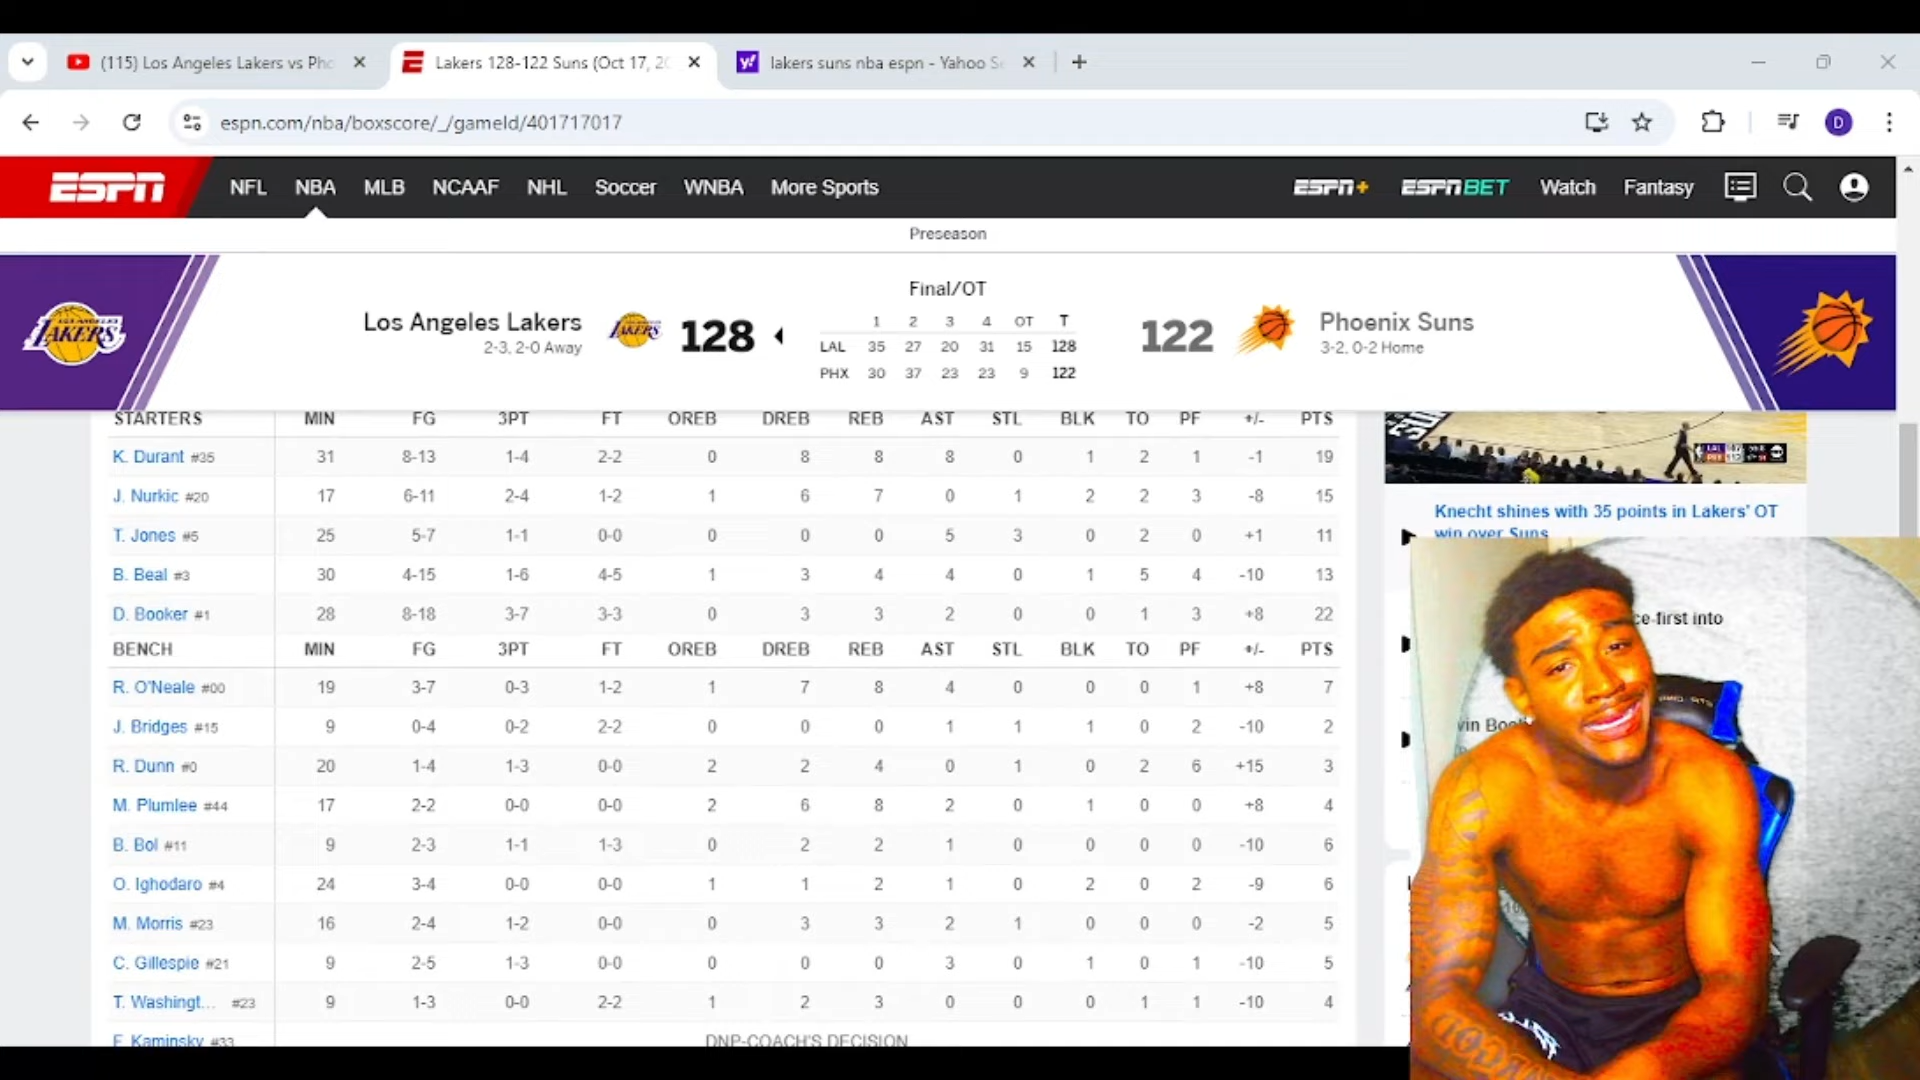 (115) Los Angeles Lakers vs Pho
Lakers 128-122 Suns (Oct 17, 20
lakers suns nba espn - Yahoo Se
espn.com/nba/boxscore/_/gameId/401717017
D
ESPN NFL NBA MLB NCAAF NHL Soccer WNBA More Sports ESPN+ ESPN BET Watch Fantasy
Preseason
Final/OT
LAKERS Los Angeles Lakers LAKERS 128 122 Phoenix Suns
2-3, 2-0 Away 3-2, 0-2 Home
1 2 3 4 OT T
LAL 35 27 20 31 15 128
PHX 30 37 23 23 9 122
STARTERS MIN FG 3PT FT OREB DREB REB AST STL BLK TO PF +/- PTS
K. Durant #35 31 8-13 1-4 2-2 0 8 8 8 0 1 2 1 -1 19
J. Nurkic #20 17 6-11 2-4 1-2 1 6 7 0 1 2 2 3 -8 15
T. Jones #5 25 5-7 1-1 0-0 0 0 0 5 3 0 2 0 +1 11
B. Beal #3 30 4-15 1-6 4-5 1 3 4 4 0 1 5 4 -10 13
D. Booker #1 28 8-18 3-7 3-3 0 3 3 2 0 0 1 3 +8 22
BENCH MIN FG 3PT FT OREB DREB REB AST STL BLK TO PF +/- PTS
R. O'Neale #00 19 3-7 0-3 1-2 1 7 8 4 0 0 0 1 +8 7
J. Bridges #15 9 0-4 0-2 2-2 0 0 0 1 1 1 0 2 -10 2
R. Dunn #0 20 1-4 1-3 0-0 2 2 4 0 1 0 2 6 +15 3
M. Plumlee #44 17 2-2 0-0 0-0 2 6 8 2 0 1 0 0 +8 4
B. Bol #11 9 2-3 1-1 1-3 0 2 2 1 0 0 0 0 -10 6
O. Ighodaro #4 24 3-4 0-0 0-0 1 1 2 1 0 2 0 2 -9 6
M. Morris #23 16 2-4 1-2 0-0 0 3 3 2 1 0 0 0 -2 5
C. Gillespie #21 9 2-5 1-3 0-0 0 0 0 3 0 1 0 1 -10 5
T. Washingt... #23 9 1-3 0-0 2-2 1 2 3 0 0 0 1 1 -10 4
F. Kaminsky #33 DNP-COACH'S DECISION
Knecht shines with 35 points in Lakers' OT
win over Suns
ce-first into
vin Book